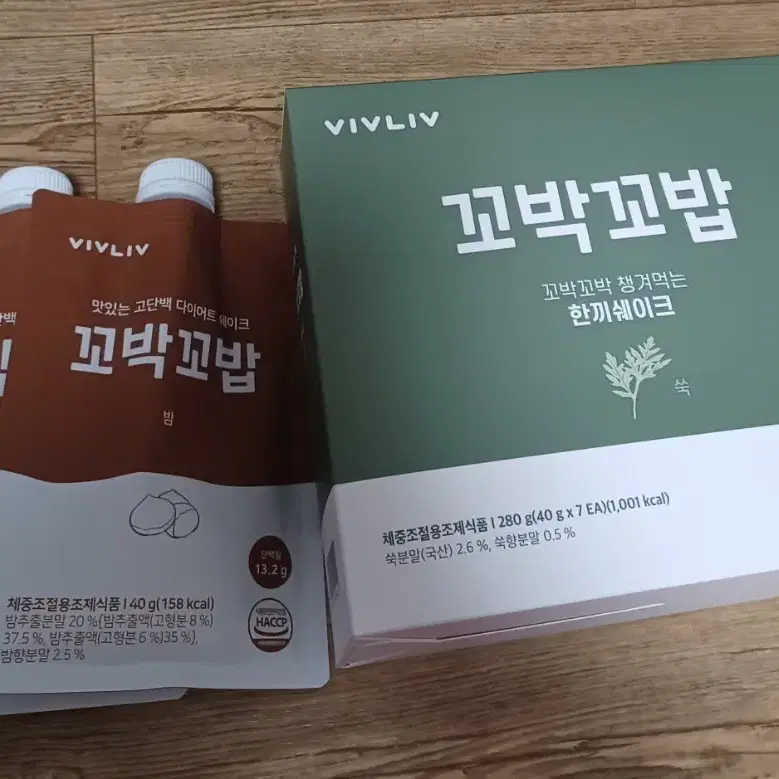 VIVLIV
맛있는 고단백 다이어트 쉐이크
꼬박꼬박밥
밤
단백질
13.2 g
HACCP
체중조절용조제식품 I 40 g(158 kcal)
밤추출분말 20 %{밤추출액(고형분 8 %)
37.5 %, 밤추출액(고형분 6 %)35 %},
밤향분말 2.5 %
VIVLIV
꼬박꼬밥
꼬박꼬박 챙겨먹는
한끼쉐이크
쑥
체중조절용조제식품 I 280 g(40 g x 7 EA)(1,001 kcal)
쑥분말(국산) 2.6 %, 쑥향분말 0.5 %